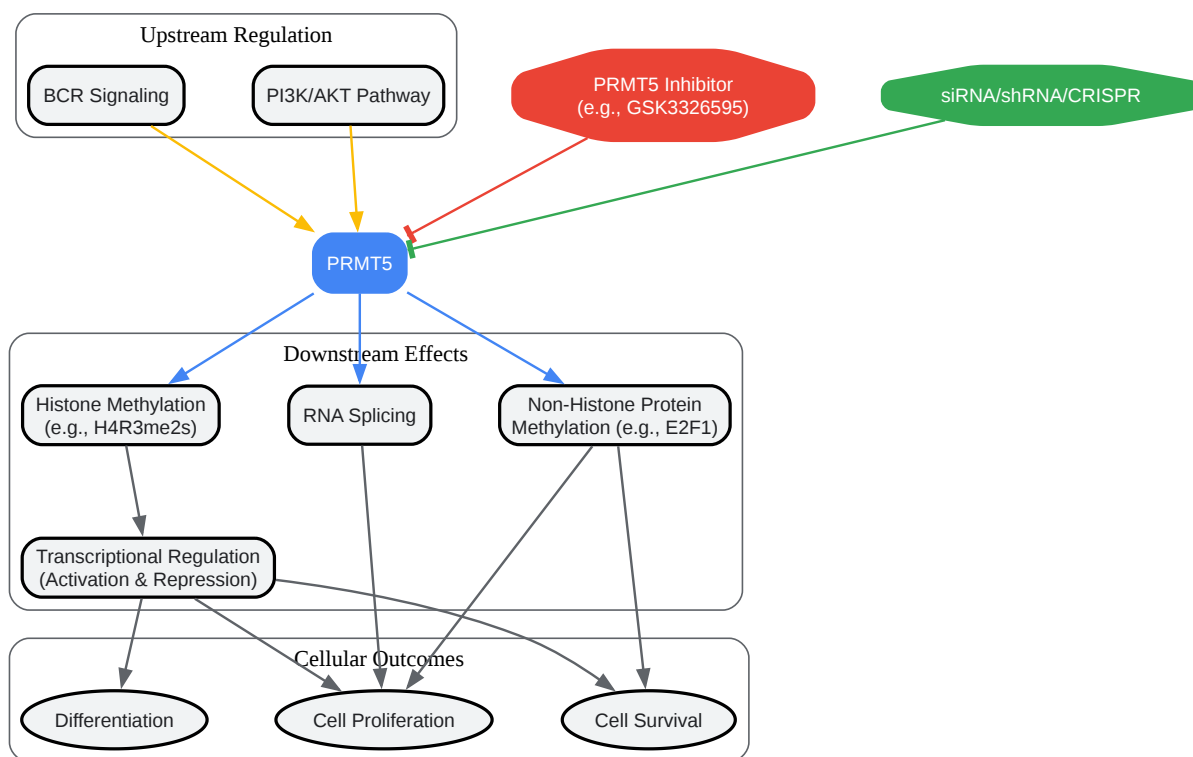 Upstream Regulation
BCR Signaling
PI3K/AKT Pathway
PRMT5 Inhibitor
(e.g., GSK3326595)
siRNA/shRNA/CRISPR
PRMT5
Downstream Effects
Histone Methylation
(e.g., H4R3me2s)
RNA Splicing
Non-Histone Protein
Methylation (e.g., E2F1)
Transcriptional Regulation
(Activation & Repression)
Cellular Outcomes
Differentiation
Cell Proliferation
Cell Survival